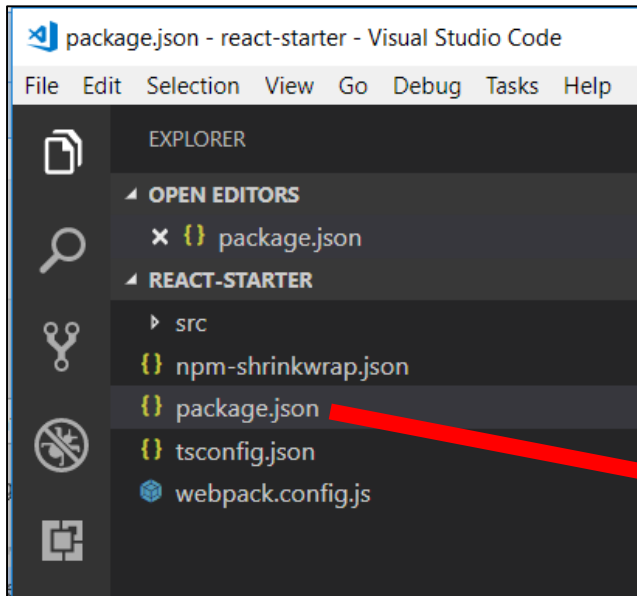 package.json - react-starter - Visual Studio Code
File Edit Selection View Go Debug Tasks Help
EXPLORER
OPEN EDITORS
{} package.json
REACT-STARTER
src
{} npm-shrinkwrap.json
{} package.json
{} tsconfig.json
webpack.config.js